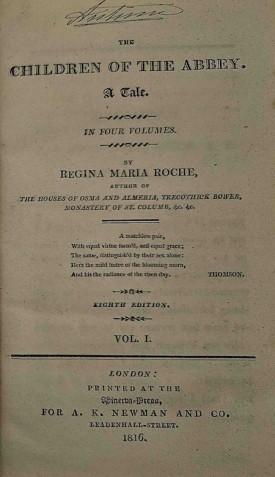 THE
CHILDREN OF THE ABBEY.
A Tale.
IN FOUR VOLUMES.
BY
REGINA MARIA ROCHE,
AUTHOR OF
THE HOUSES OF OSMA AND ALMERIA, TRECOTHICK BOWER,
MONASTERY OF ST. COLUMB, &c. &c.
A matchless pair,
With equal virtue form'd, and equal grace;
The same, distinguish'd by their sex alone:
Hers the mild lustre of the blooming morn,
And his the radiance of the risen day.
THOMSON.
EIGHTH EDITION.
VOL. I.
LONDON:
PRINTED AT THE
Minerva-Press,
FOR A. K. NEWMAN AND CO.
LEADENHALL-STREET.
1816.